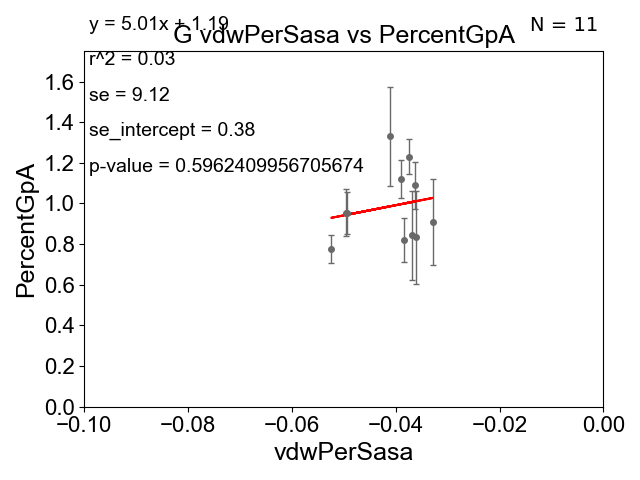 y = 5.01x + 1.19
N = 11
G vdwPerSasa vs PercentGpA
r^2 = 0.03
se = 9.12
se_intercept = 0.38
p-value = 0.5962409956705674
PercentGpA
1.6
1.4
1.2
1.0
0.8
0.6
0.4
0.2
0.0
−0.10 −0.08 −0.06 −0.04 −0.02 0.00
vdwPerSasa